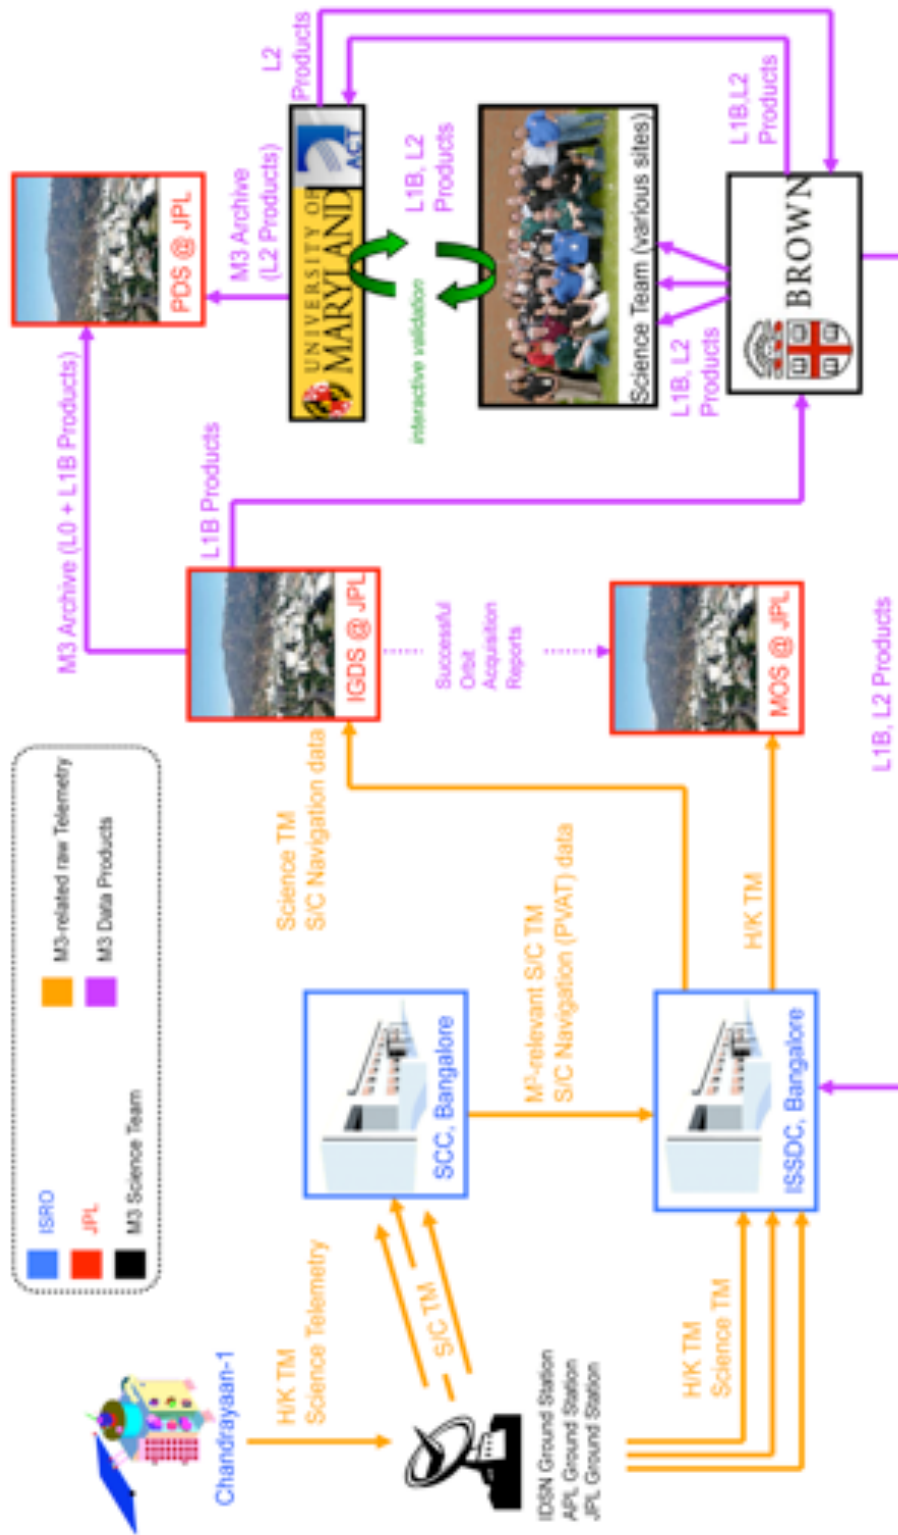 ISRO
JPL
M3 Science Team
M3-related raw Telemetry
M3 Data Products
Chandrayaan-1
H/K TM
Science Telemetry
S/C TM
IDSN Ground Station
APL Ground Station
JPL Ground Station
H/K TM
Science TM
SCC, Bangalore
M³-relevant S/C TM
S/C Navigation (PVAT) data
ISSDC, Bangalore
Science TM
S/C Navigation data
H/K TM
IGDS @ JPL
Successful
Orbit
Acquisition
Reports
MOS @ JPL
M3 Archive (L0 + L1B Products)
L1B Products
PDS @ JPL
M3 Archive
(L2 Products)
UNIVERSITY OF
MARYLAND
ACT
L2
Products
interactive validation
L1B, L2
Products
Science Team (various sites)
L1B, L2
Products
L1B,L2
Products
BROWN
L1B, L2 Products